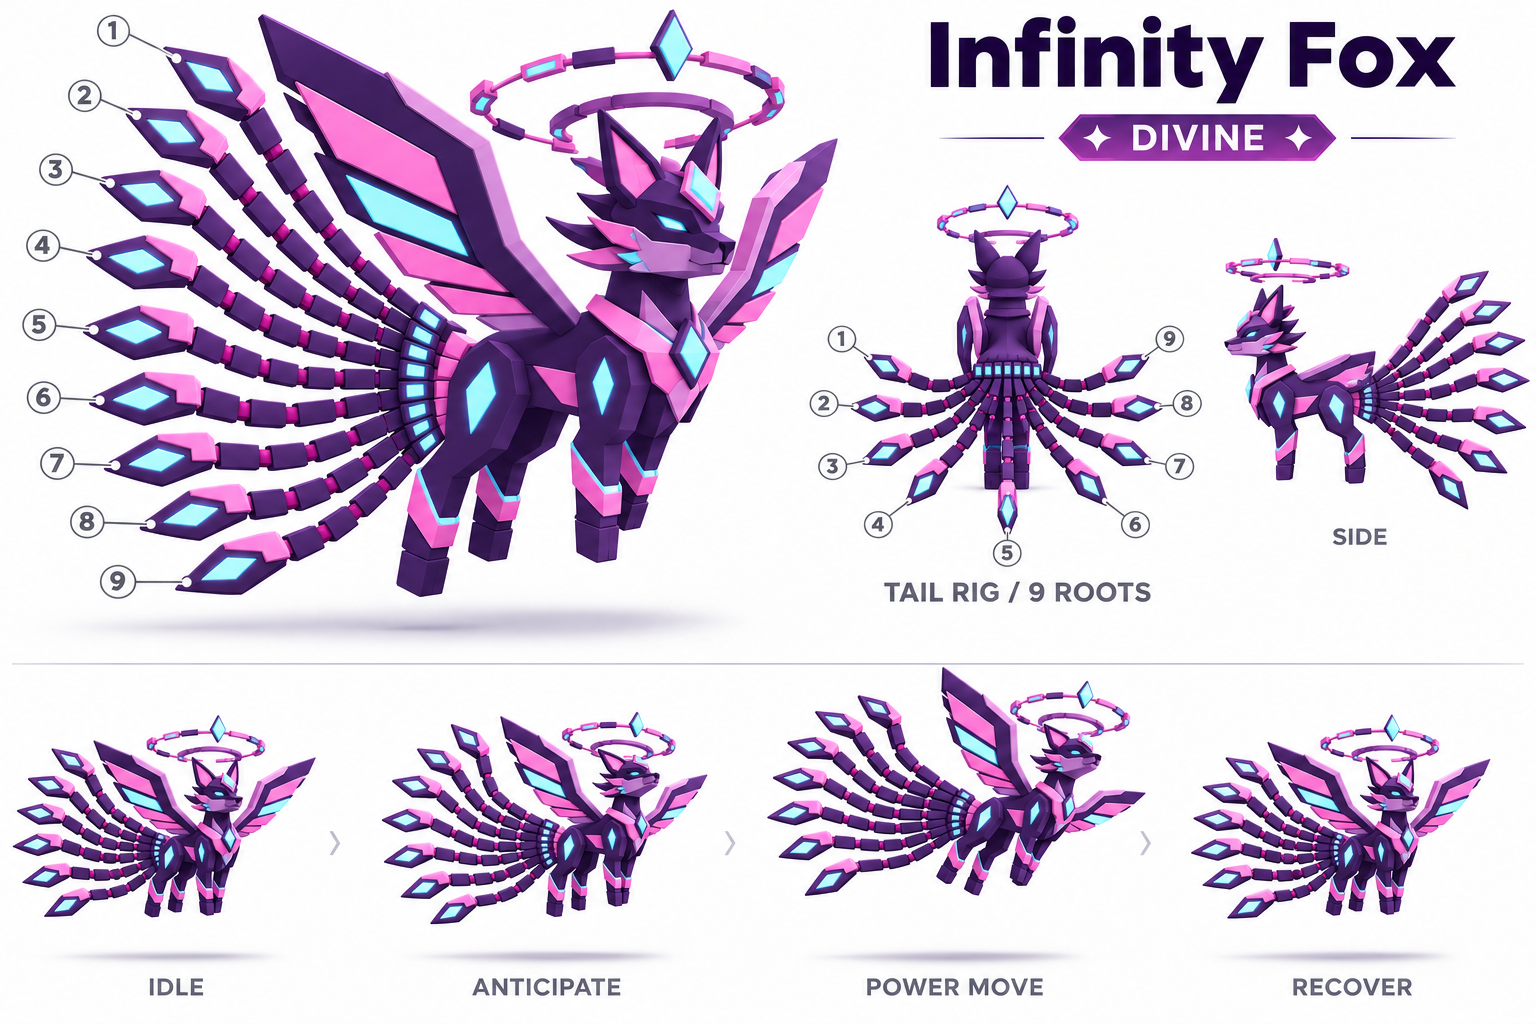 Infinity Fox
DIVINE
1
2
3
4
5
6
7
8
9
1
2
3
4
5
6
7
8
9
TAIL RIG / 9 ROOTS
SIDE
IDLE
ANTICIPATE
POWER MOVE
RECOVER